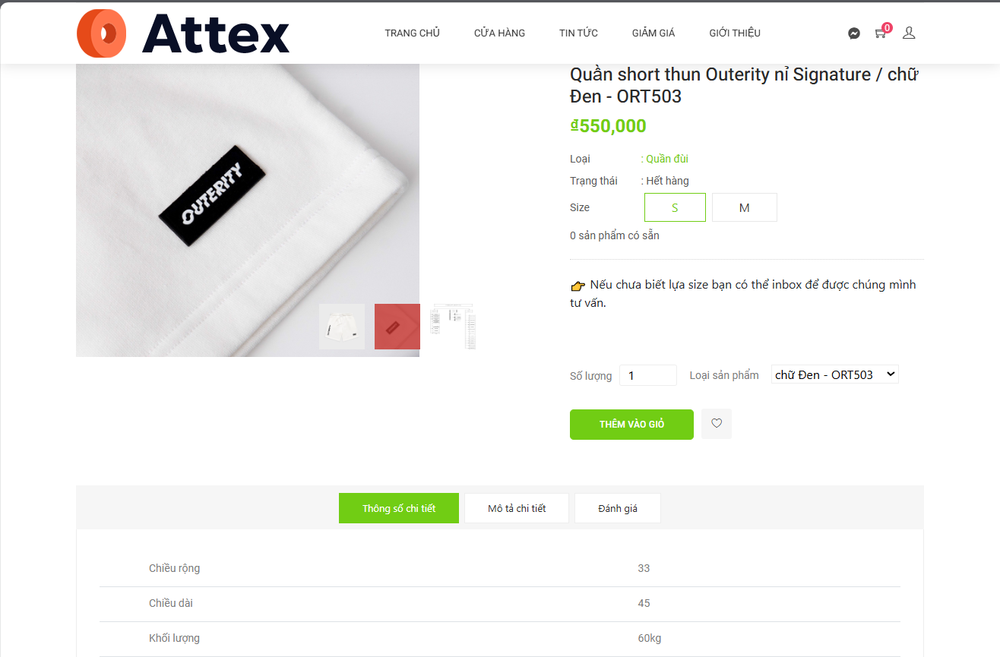 Attex
TRANG CHỦ
CỬA HÀNG
TIN TỨC
GIẢM GIÁ
GIỚI THIỆU
0
OUTERITY
Quần short thun Outerity nỉ Signature / chữ
Đen - ORT503
₫550,000
Loại : Quần đùi
Trạng thái : Hết hàng
Size S M
0 sản phẩm có sẵn
👉 Nếu chưa biết lựa size bạn có thể inbox để được chúng mình
tư vấn.
Số lượng 1 Loại sản phẩm chữ Đen - ORT503
THÊM VÀO GIỎ
Thông số chi tiết
Mô tả chi tiết
Đánh giá
Chiều rộng 33
Chiều dài 45
Khối lượng 60kg